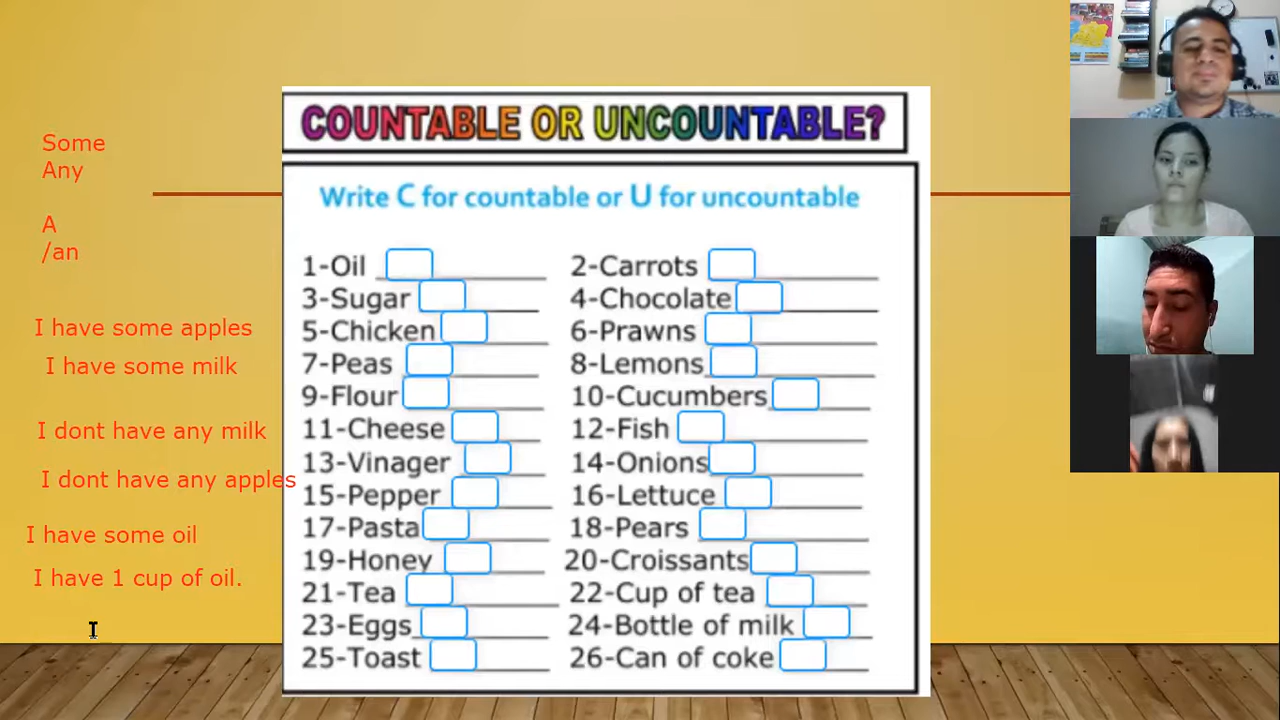 Some
Any
A
/an
I have some apples
I have some milk
I dont have any milk
I dont have any apples
I have some oil
I have 1 cup of oil.
COUNTABLE OR UNCOUNTABLE?
Write C for countable or U for uncountable
1-Oil
2-Carrots
3-Sugar
4-Chocolate
5-Chicken
6-Prawns
7-Peas
8-Lemons
9-Flour
10-Cucumbers
11-Cheese
12-Fish
13-Vinager
14-Onions
15-Pepper
16-Lettuce
17-Pasta
18-Pears
19-Honey
20-Croissants
21-Tea
22-Cup of tea
23-Eggs
24-Bottle of milk
25-Toast
26-Can of coke